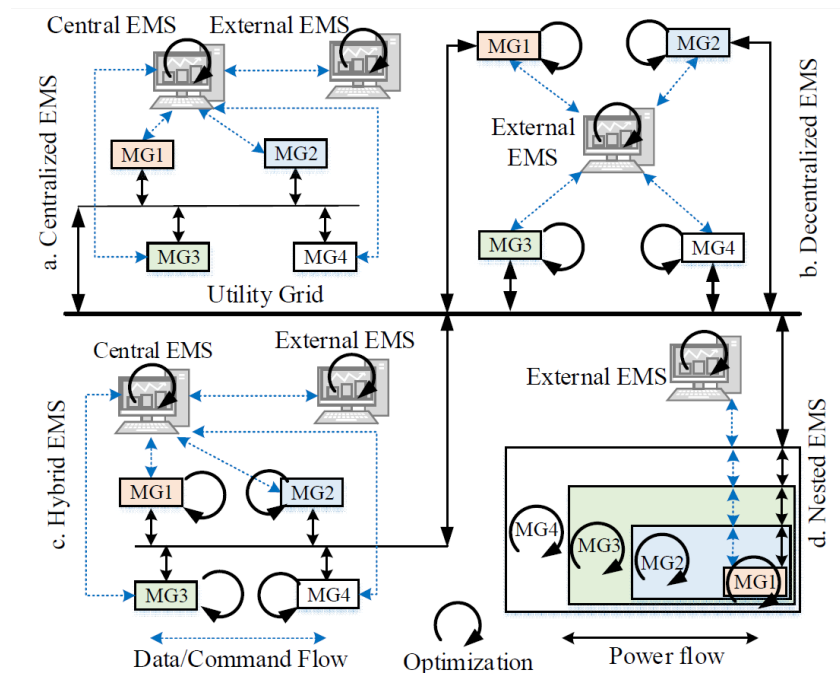 Central EMS
External EMS
MG1
MG2
MG3
MG4
Utility Grid
a. Centralized EMS
MG1
MG2
External
EMS
MG3
MG4
b. Decentralized EMS
Central EMS
External EMS
MG1
MG2
MG3
MG4
c. Hybrid EMS
External EMS
MG4
MG3
MG2
MG1
d. Nested EMS
Data/Command Flow
Optimization
Power flow